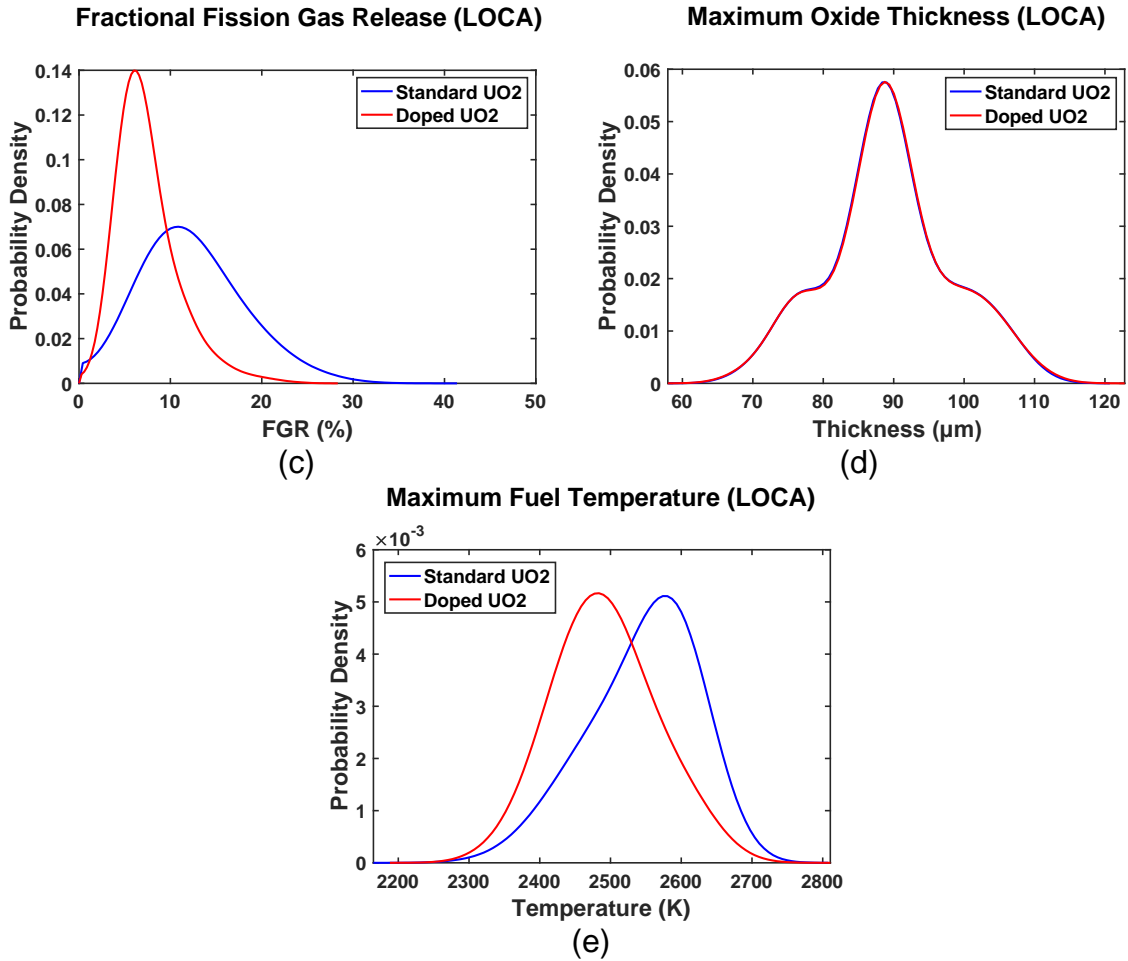 Fractional Fission Gas Release (LOCA)
0.14
0.12
0.1
0.08
0.06
0.04
0.02
0
Probability Density
Standard UO2
Doped UO2
0 10 20 30 40 50
FGR (%)
(c)
Maximum Oxide Thickness (LOCA)
0.06
0.05
0.04
0.03
0.02
0.01
0
Probability Density
Standard UO2
Doped UO2
60 70 80 90 100 110 120
Thickness (μm)
(d)
Maximum Fuel Temperature (LOCA)
×10-3
6
5
4
3
2
1
0
Probability Density
Standard UO2
Doped UO2
2200 2300 2400 2500 2600 2700 2800
Temperature (K)
(e)